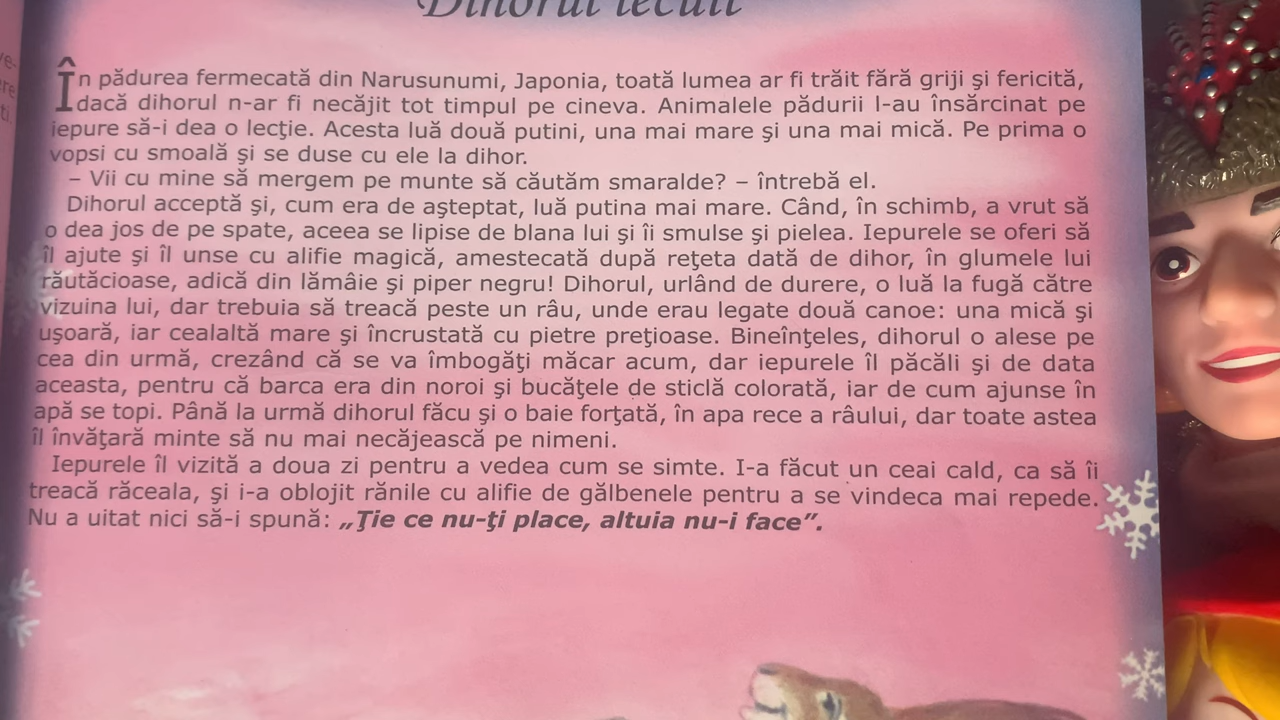 Dihorul lecuit
În pădurea fermecată din Narusunumi, Japonia, toată lumea ar fi trăit fără griji şi fericită,
dacă dihorul n-ar fi necăjit tot timpul pe cineva. Animalele pădurii l-au însărcinat pe
iepure să-i dea o lecţie. Acesta luă două putini, una mai mare şi una mai mică. Pe prima o
vopsi cu smoală şi se duse cu ele la dihor.
– Vii cu mine să mergem pe munte să căutăm smaralde? – întrebă el.
Dihorul acceptă şi, cum era de aşteptat, luă putina mai mare. Când, în schimb, a vrut să
o dea jos de pe spate, aceea se lipise de blana lui şi îi smulse şi pielea. Iepurele se oferi să
îl ajute şi îl unse cu alifie magică, amestecată după reţeta dată de dihor, în glumele lui
răutăcioase, adică din lămâie şi piper negru! Dihorul, urlând de durere, o luă la fugă către
vizuina lui, dar trebuia să treacă peste un râu, unde erau legate două canoe: una mică şi
uşoară, iar cealaltă mare şi încrustată cu pietre preţioase. Bineînţeles, dihorul o alese pe
cea din urmă, crezând că se va îmbogăţi măcar acum, dar iepurele îl păcăli şi de data
aceasta, pentru că barca era din noroi şi bucăţele de sticlă colorată, iar de cum ajunse în
apă se topi. Până la urmă dihorul făcu şi o baie forţată, în apa rece a râului, dar toate astea
îl învăţară minte să nu mai necăjească pe nimeni.
Iepurele îl vizită a doua zi pentru a vedea cum se simte. I-a făcut un ceai cald, ca să îi
treacă răceala, şi i-a oblojit rănile cu alifie de gălbenele pentru a se vindeca mai repede.
Nu a uitat nici să-i spună: „Ţie ce nu-ţi place, altuia nu-i face”.